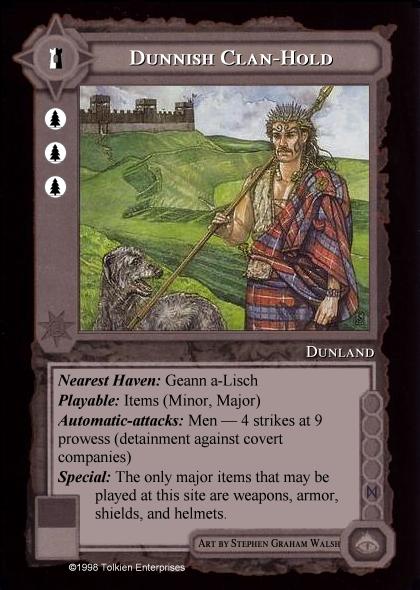 DUNNISH CLAN-HOLD
DUNLAND
Nearest Haven: Geann a-Lisch
Playable: Items (Minor, Major)
Automatic-attacks: Men — 4 strikes at 9
prowess (detainment against covert
companies)
Special: The only major items that may be
played at this site are weapons, armor,
shields, and helmets.
ART BY STEPHEN GRAHAM WALSH
©1998 Tolkien Enterprises